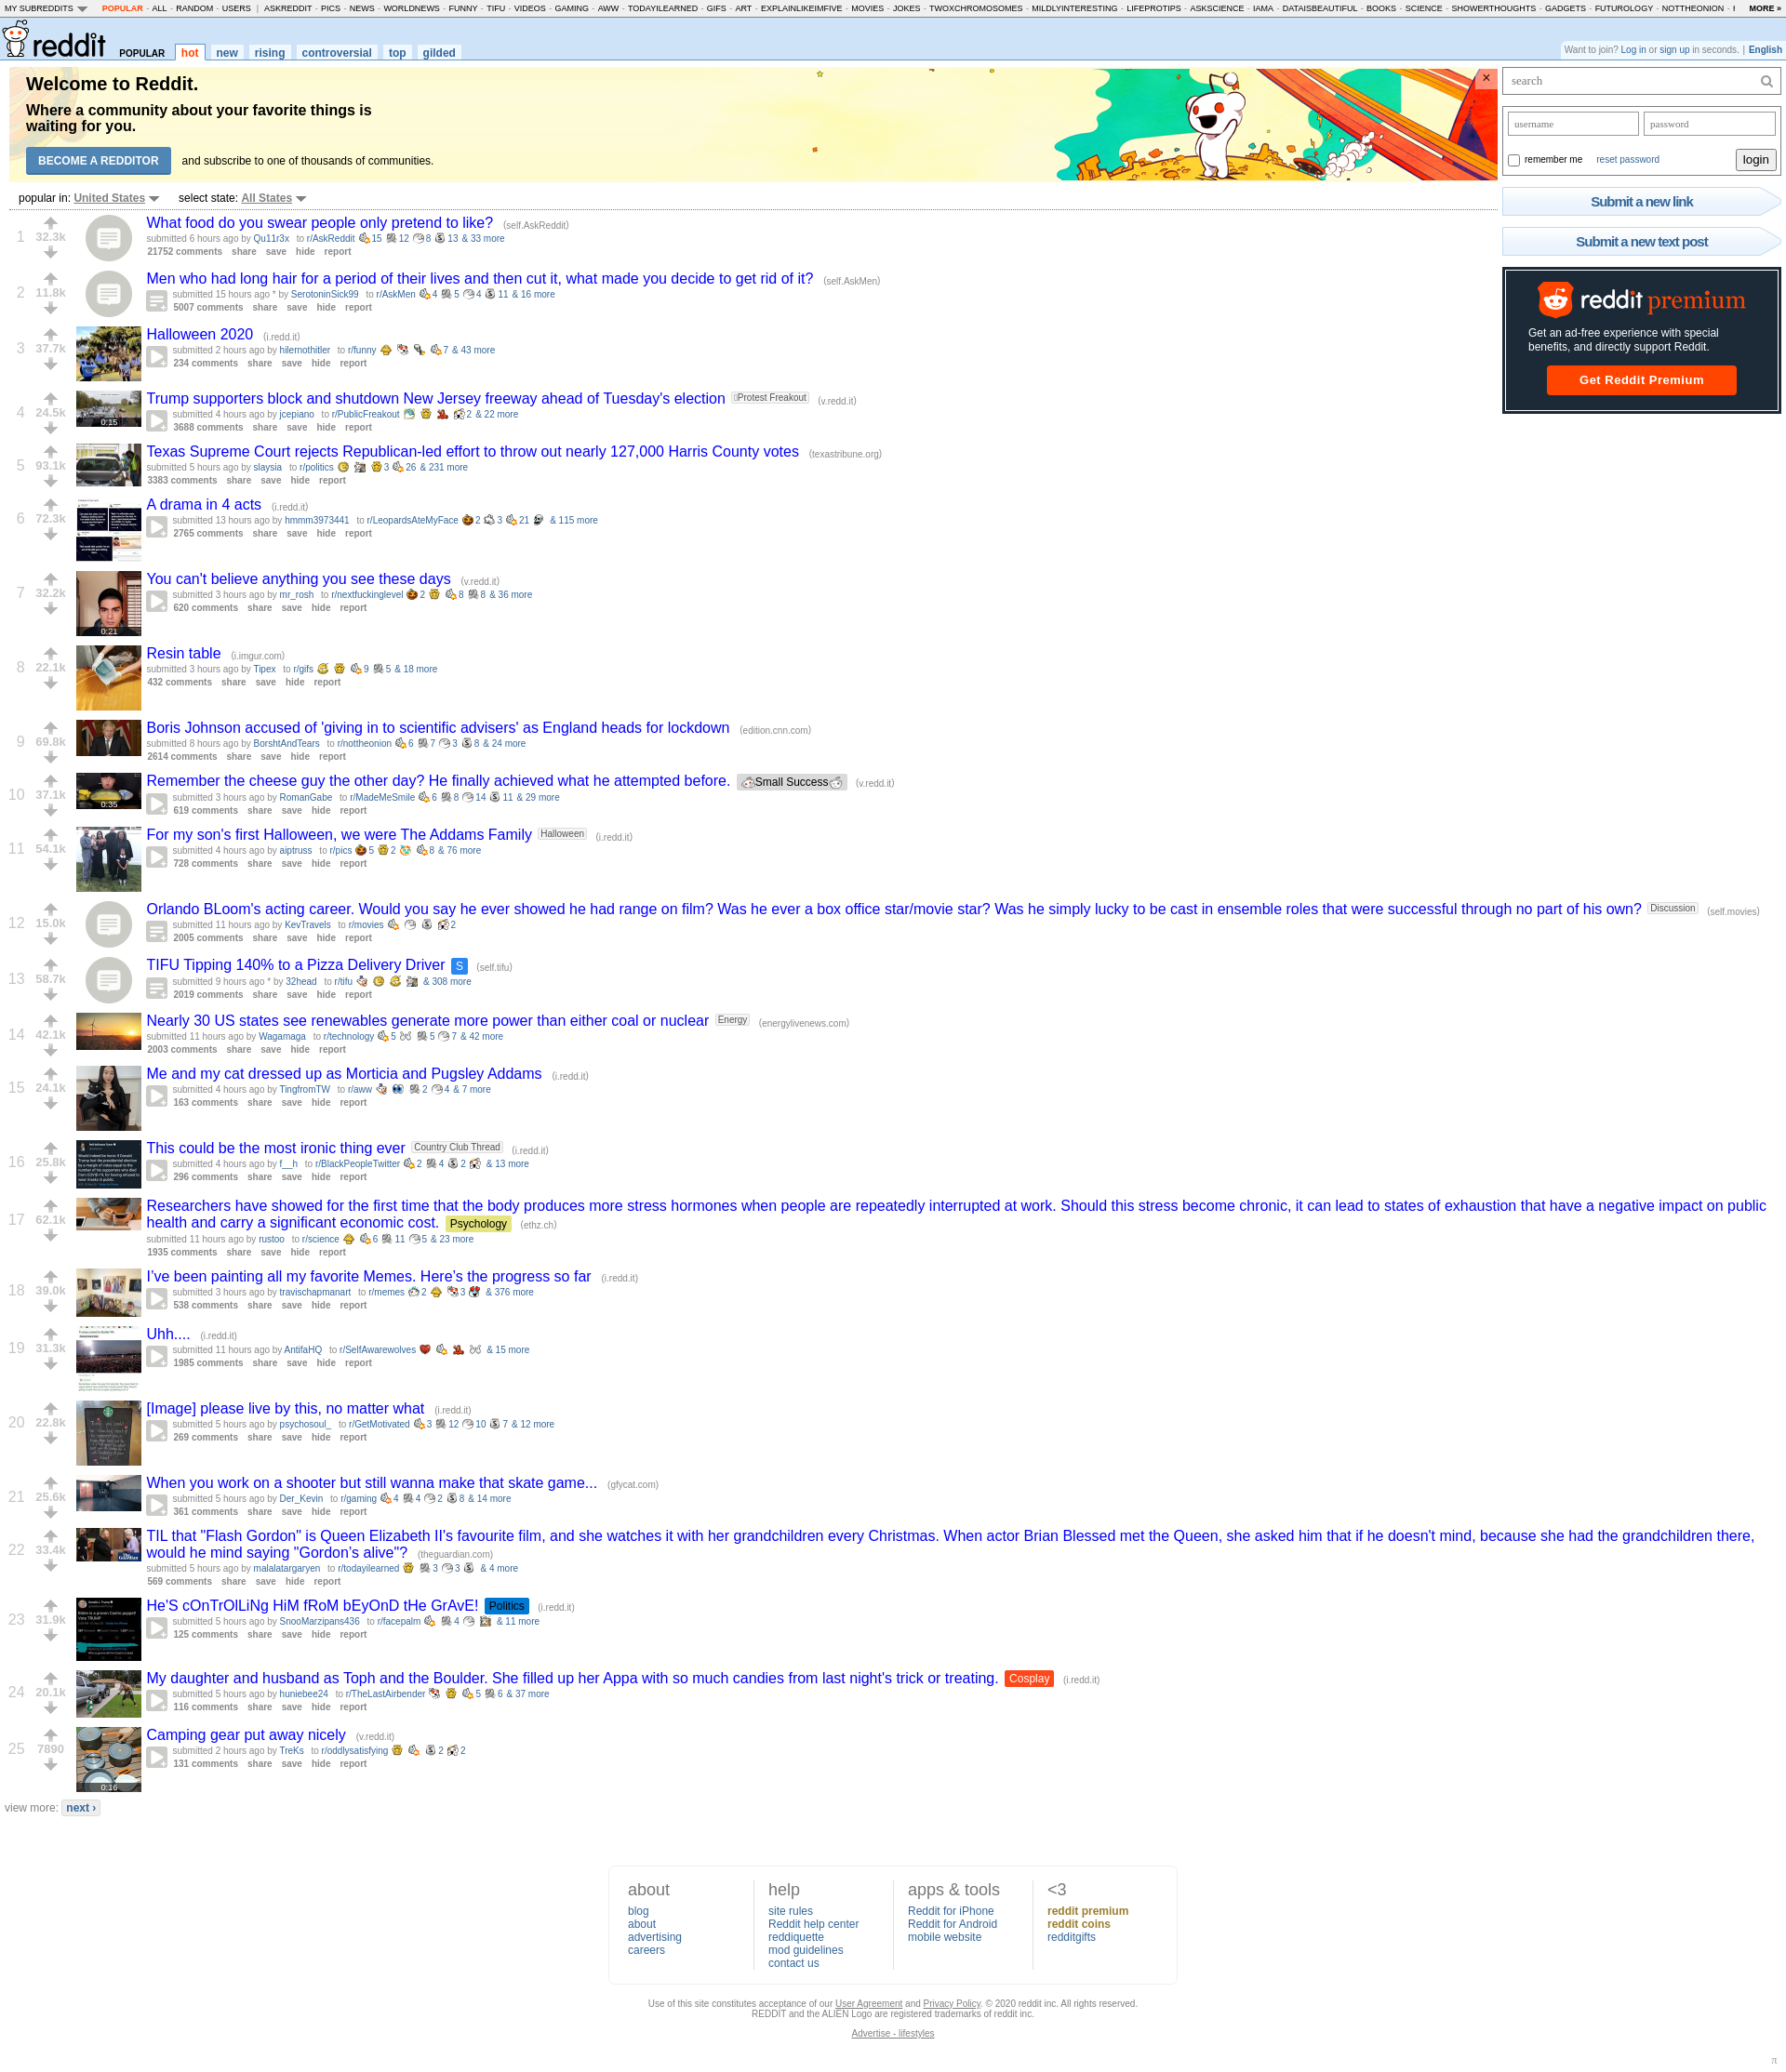 MY SUBREDDITS POPULAR - ALL - RANDOM - USERS | ASKREDDIT - PICS - NEWS - WORLDNEWS - FUNNY - TIFU - VIDEOS - GAMING - AWW - TODAYILEARNED - GIFS - ART - EXPLAINLIKEIMFIVE - MOVIES - JOKES - TWOXCHROMOSOMES - MILDLYINTERESTING - LIFEPROTIPS - ASKSCIENCE - IAMA - DATAISBEAUTIFUL - BOOKS - SCIENCE - SHOWERTHOUGHTS - GADGETS - FUTUROLOGY - NOTTHEONION - MORE »
reddit POPULAR hot new rising controversial top gilded
Want to join? Log in or sign up in seconds. | English
Welcome to Reddit.
Where a community about your favorite things is
waiting for you.
BECOME A REDDITOR and subscribe to one of thousands of communities.
search
username password
remember me reset password login
Submit a new link
Submit a new text post
reddit premium
Get an ad-free experience with special
benefits, and directly support Reddit.
Get Reddit Premium
popular in: United States select state: All States
1 32.3k What food do you swear people only pretend to like? (self.AskReddit)
submitted 6 hours ago by Qu11r3x to r/AskReddit 15 12 8 13 & 33 more
21752 comments share save hide report
2 11.8k Men who had long hair for a period of their lives and then cut it, what made you decide to get rid of it? (self.AskMen)
submitted 15 hours ago * by SerotoninSick99 to r/AskMen 4 5 4 11 & 16 more
5007 comments share save hide report
3 37.7k Halloween 2020 (i.redd.it)
submitted 2 hours ago by hilernothitler to r/funny 7 & 43 more
234 comments share save hide report
4 24.5k Trump supporters block and shutdown New Jersey freeway ahead of Tuesday's election Protest Freakout (v.redd.it)
0:15
submitted 4 hours ago by jcepiano to r/PublicFreakout 2 & 22 more
3688 comments share save hide report
5 93.1k Texas Supreme Court rejects Republican-led effort to throw out nearly 127,000 Harris County votes (texastribune.org)
submitted 5 hours ago by slaysia to r/politics 3 26 & 231 more
3383 comments share save hide report
6 72.3k A drama in 4 acts (i.redd.it)
submitted 13 hours ago by hmmm3973441 to r/LeopardsAteMyFace 2 3 21 & 115 more
2765 comments share save hide report
7 32.2k You can't believe anything you see these days (v.redd.it)
submitted 3 hours ago by mr_rosh to r/nextfuckinglevel 2 8 8 & 36 more
620 comments share save hide report
0:21
8 22.1k Resin table (i.imgur.com)
submitted 3 hours ago by Tipex to r/gifs 9 5 & 18 more
432 comments share save hide report
9 69.8k Boris Johnson accused of 'giving in to scientific advisers' as England heads for lockdown (edition.cnn.com)
submitted 8 hours ago by BorshtAndTears to r/nottheonion 6 7 3 8 & 24 more
2614 comments share save hide report
10 37.1k Remember the cheese guy the other day? He finally achieved what he attempted before. Small Success (v.redd.it)
0:35
submitted 3 hours ago by RomanGabe to r/MadeMeSmile 6 8 14 11 & 29 more
619 comments share save hide report
11 54.1k For my son's first Halloween, we were The Addams Family Halloween (i.redd.it)
submitted 4 hours ago by aiptruss to r/pics 5 2 8 & 76 more
728 comments share save hide report
12 15.0k Orlando BLoom's acting career. Would you say he ever showed he had range on film? Was he ever a box office star/movie star? Was he simply lucky to be cast in ensemble roles that were successful through no part of his own? Discussion (self.movies)
submitted 11 hours ago by KevTravels to r/movies 2
2005 comments share save hide report
13 58.7k TIFU Tipping 140% to a Pizza Delivery Driver S (self.tifu)
submitted 9 hours ago * by 32head to r/tifu & 308 more
2019 comments share save hide report
14 42.1k Nearly 30 US states see renewables generate more power than either coal or nuclear Energy (energylivenews.com)
submitted 11 hours ago by Wagamaga to r/technology 5 5 7 & 42 more
2003 comments share save hide report
15 24.1k Me and my cat dressed up as Morticia and Pugsley Addams (i.redd.it)
submitted 4 hours ago by TingfromTW to r/aww 2 4 & 7 more
163 comments share save hide report
16 25.8k This could be the most ironic thing ever Country Club Thread (i.redd.it)
submitted 4 hours ago by f__h to r/BlackPeopleTwitter 2 4 2 & 13 more
296 comments share save hide report
17 62.1k Researchers have showed for the first time that the body produces more stress hormones when people are repeatedly interrupted at work. Should this stress become chronic, it can lead to states of exhaustion that have a negative impact on public
health and carry a significant economic cost. Psychology (ethz.ch)
submitted 11 hours ago by rustoo to r/science 6 11 5 & 23 more
1935 comments share save hide report
18 39.0k I've been painting all my favorite Memes. Here's the progress so far (i.redd.it)
submitted 3 hours ago by travischapmanart to r/memes 2 3 & 376 more
538 comments share save hide report
19 31.3k Uhh.... (i.redd.it)
submitted 11 hours ago by AntifaHQ to r/SelfAwarewolves & 15 more
1985 comments share save hide report
20 22.8k [Image] please live by this, no matter what (i.redd.it)
submitted 5 hours ago by psychosoul_ to r/GetMotivated 3 12 10 7 & 12 more
269 comments share save hide report
21 25.6k When you work on a shooter but still wanna make that skate game... (gfycat.com)
submitted 5 hours ago by Der_Kevin to r/gaming 4 4 2 8 & 14 more
361 comments share save hide report
22 33.4k TIL that "Flash Gordon" is Queen Elizabeth II's favourite film, and she watches it with her grandchildren every Christmas. When actor Brian Blessed met the Queen, she asked him that if he doesn't mind, because she had the grandchildren there,
would he mind saying "Gordon's alive"? (theguardian.com)
submitted 5 hours ago by malalatargaryen to r/todayilearned 3 3 & 4 more
569 comments share save hide report
23 31.9k He'S cOnTrOlLiNg HiM fRoM bEyOnD tHe GrAvE! Politics (i.redd.it)
submitted 5 hours ago by SnooMarzipans436 to r/facepalm 4 & 11 more
125 comments share save hide report
24 20.1k My daughter and husband as Toph and the Boulder. She filled up her Appa with so much candies from last night's trick or treating. Cosplay (i.redd.it)
submitted 5 hours ago by huniebee24 to r/TheLastAirbender 5 6 & 37 more
116 comments share save hide report
25 7890 Camping gear put away nicely (v.redd.it)
submitted 2 hours ago by TreKs to r/oddlysatisfying 2 2
131 comments share save hide report
0:16
view more: next ›
about help apps & tools <3
blog site rules Reddit for iPhone reddit premium
about Reddit help center Reddit for Android reddit coins
advertising reddiquette mobile website redditgifts
careers mod guidelines
contact us
Use of this site constitutes acceptance of our User Agreement and Privacy Policy. © 2020 reddit inc. All rights reserved.
REDDIT and the ALIEN Logo are registered trademarks of reddit inc.
Advertise - lifestyles
π